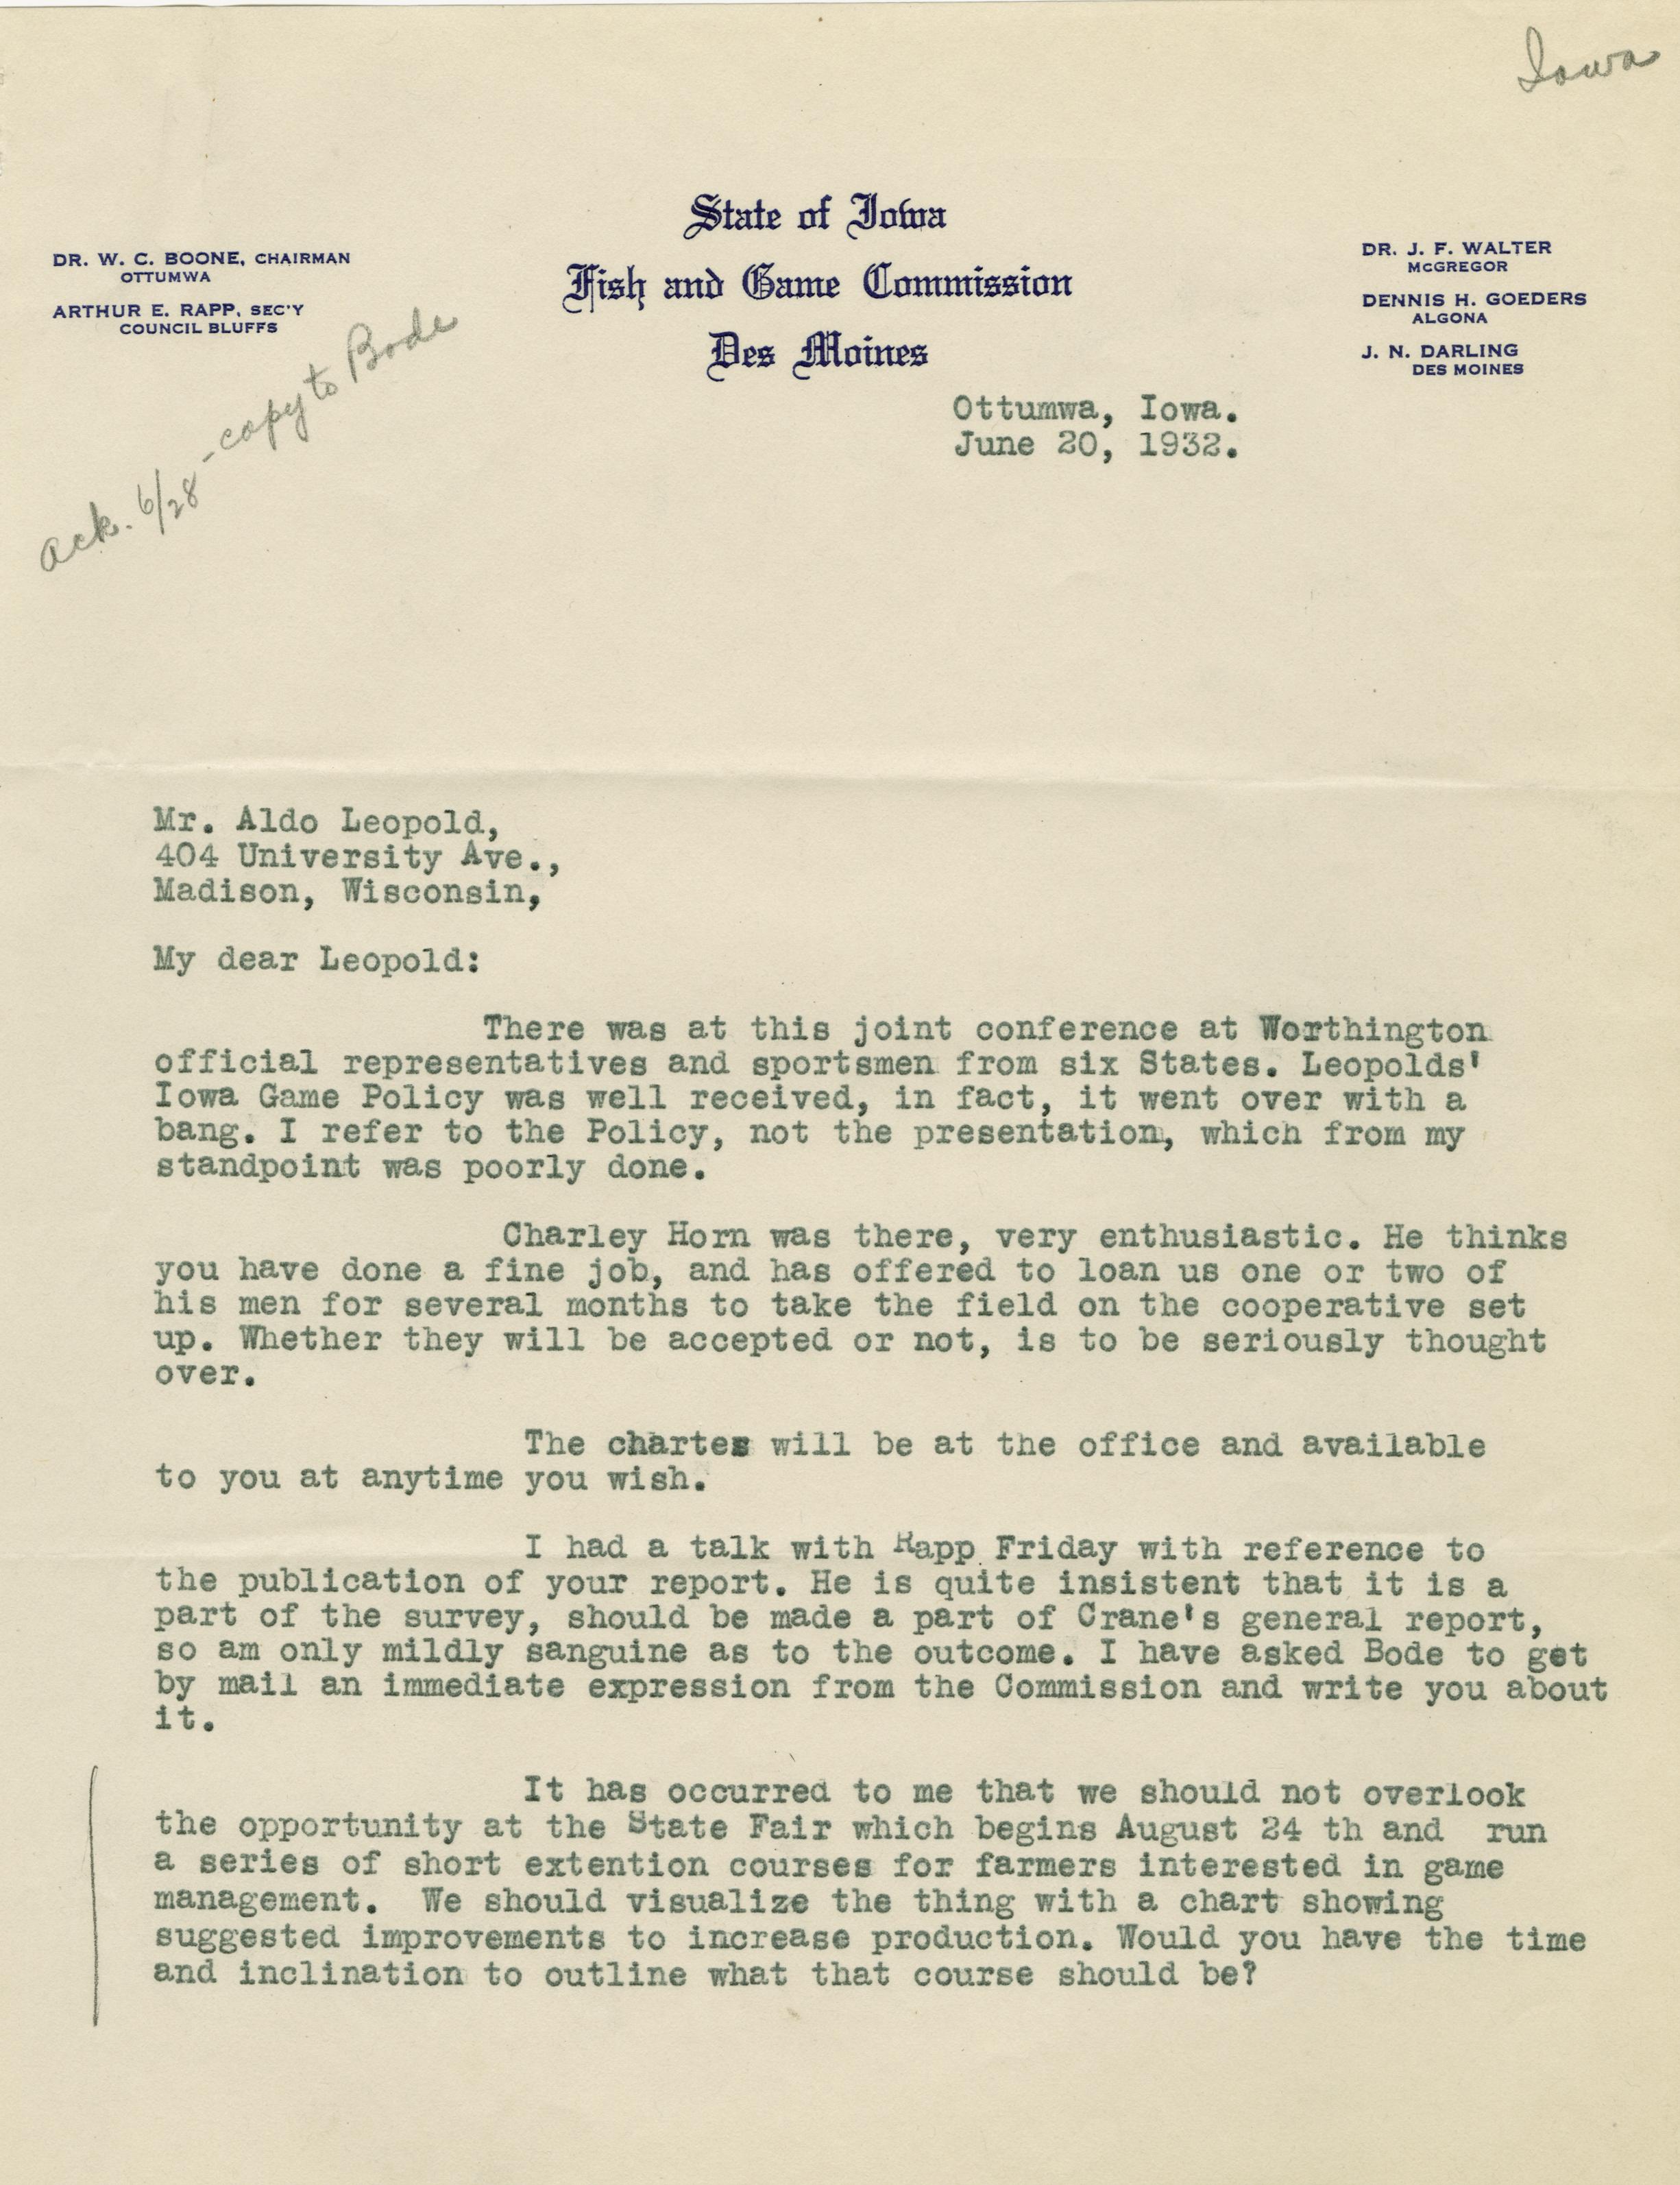 Iowa
State of Iowa
Fish and Game Commission
Des Moines
DR. W. C. BOONE, CHAIRMAN
OTTUMWA
ARTHUR E. RAPP, SEC'Y
COUNCIL BLUFFS
DR. J. F. WALTER
MCGREGOR
DENNIS H. GOEDERS
ALGONA
J. N. DARLING
DES MOINES
ack. 6/28 - copy to Bode
Ottumwa, Iowa.
June 20, 1932.
Mr. Aldo Leopold,
404 University Ave.,
Madison, Wisconsin,
My dear Leopold:
There was at this joint conference at Worthington
official representatives and sportsmen from six States. Leopolds'
Iowa Game Policy was well received, in fact, it went over with a
bang. I refer to the Policy, not the presentation, which from my
standpoint was poorly done.
Charley Horn was there, very enthusiastic. He thinks
you have done a fine job, and has offered to loan us one or two of
his men for several months to take the field on the cooperative set
up. Whether they will be accepted or not, is to be seriously thought
over.
The chartes will be at the office and available
to you at anytime you wish.
I had a talk with Rapp Friday with reference to
the publication of your report. He is quite insistent that it is a
part of the survey, should be made a part of Crane's general report,
so am only mildly sanguine as to the outcome. I have asked Bode to get
by mail an immediate expression from the Commission and write you about
it.
It has occurred to me that we should not overlook
the opportunity at the State Fair which begins August 24 th and run
a series of short extention courses for farmers interested in game
management. We should visualize the thing with a chart showing
suggested improvements to increase production. Would you have the time
and inclination to outline what that course should be?